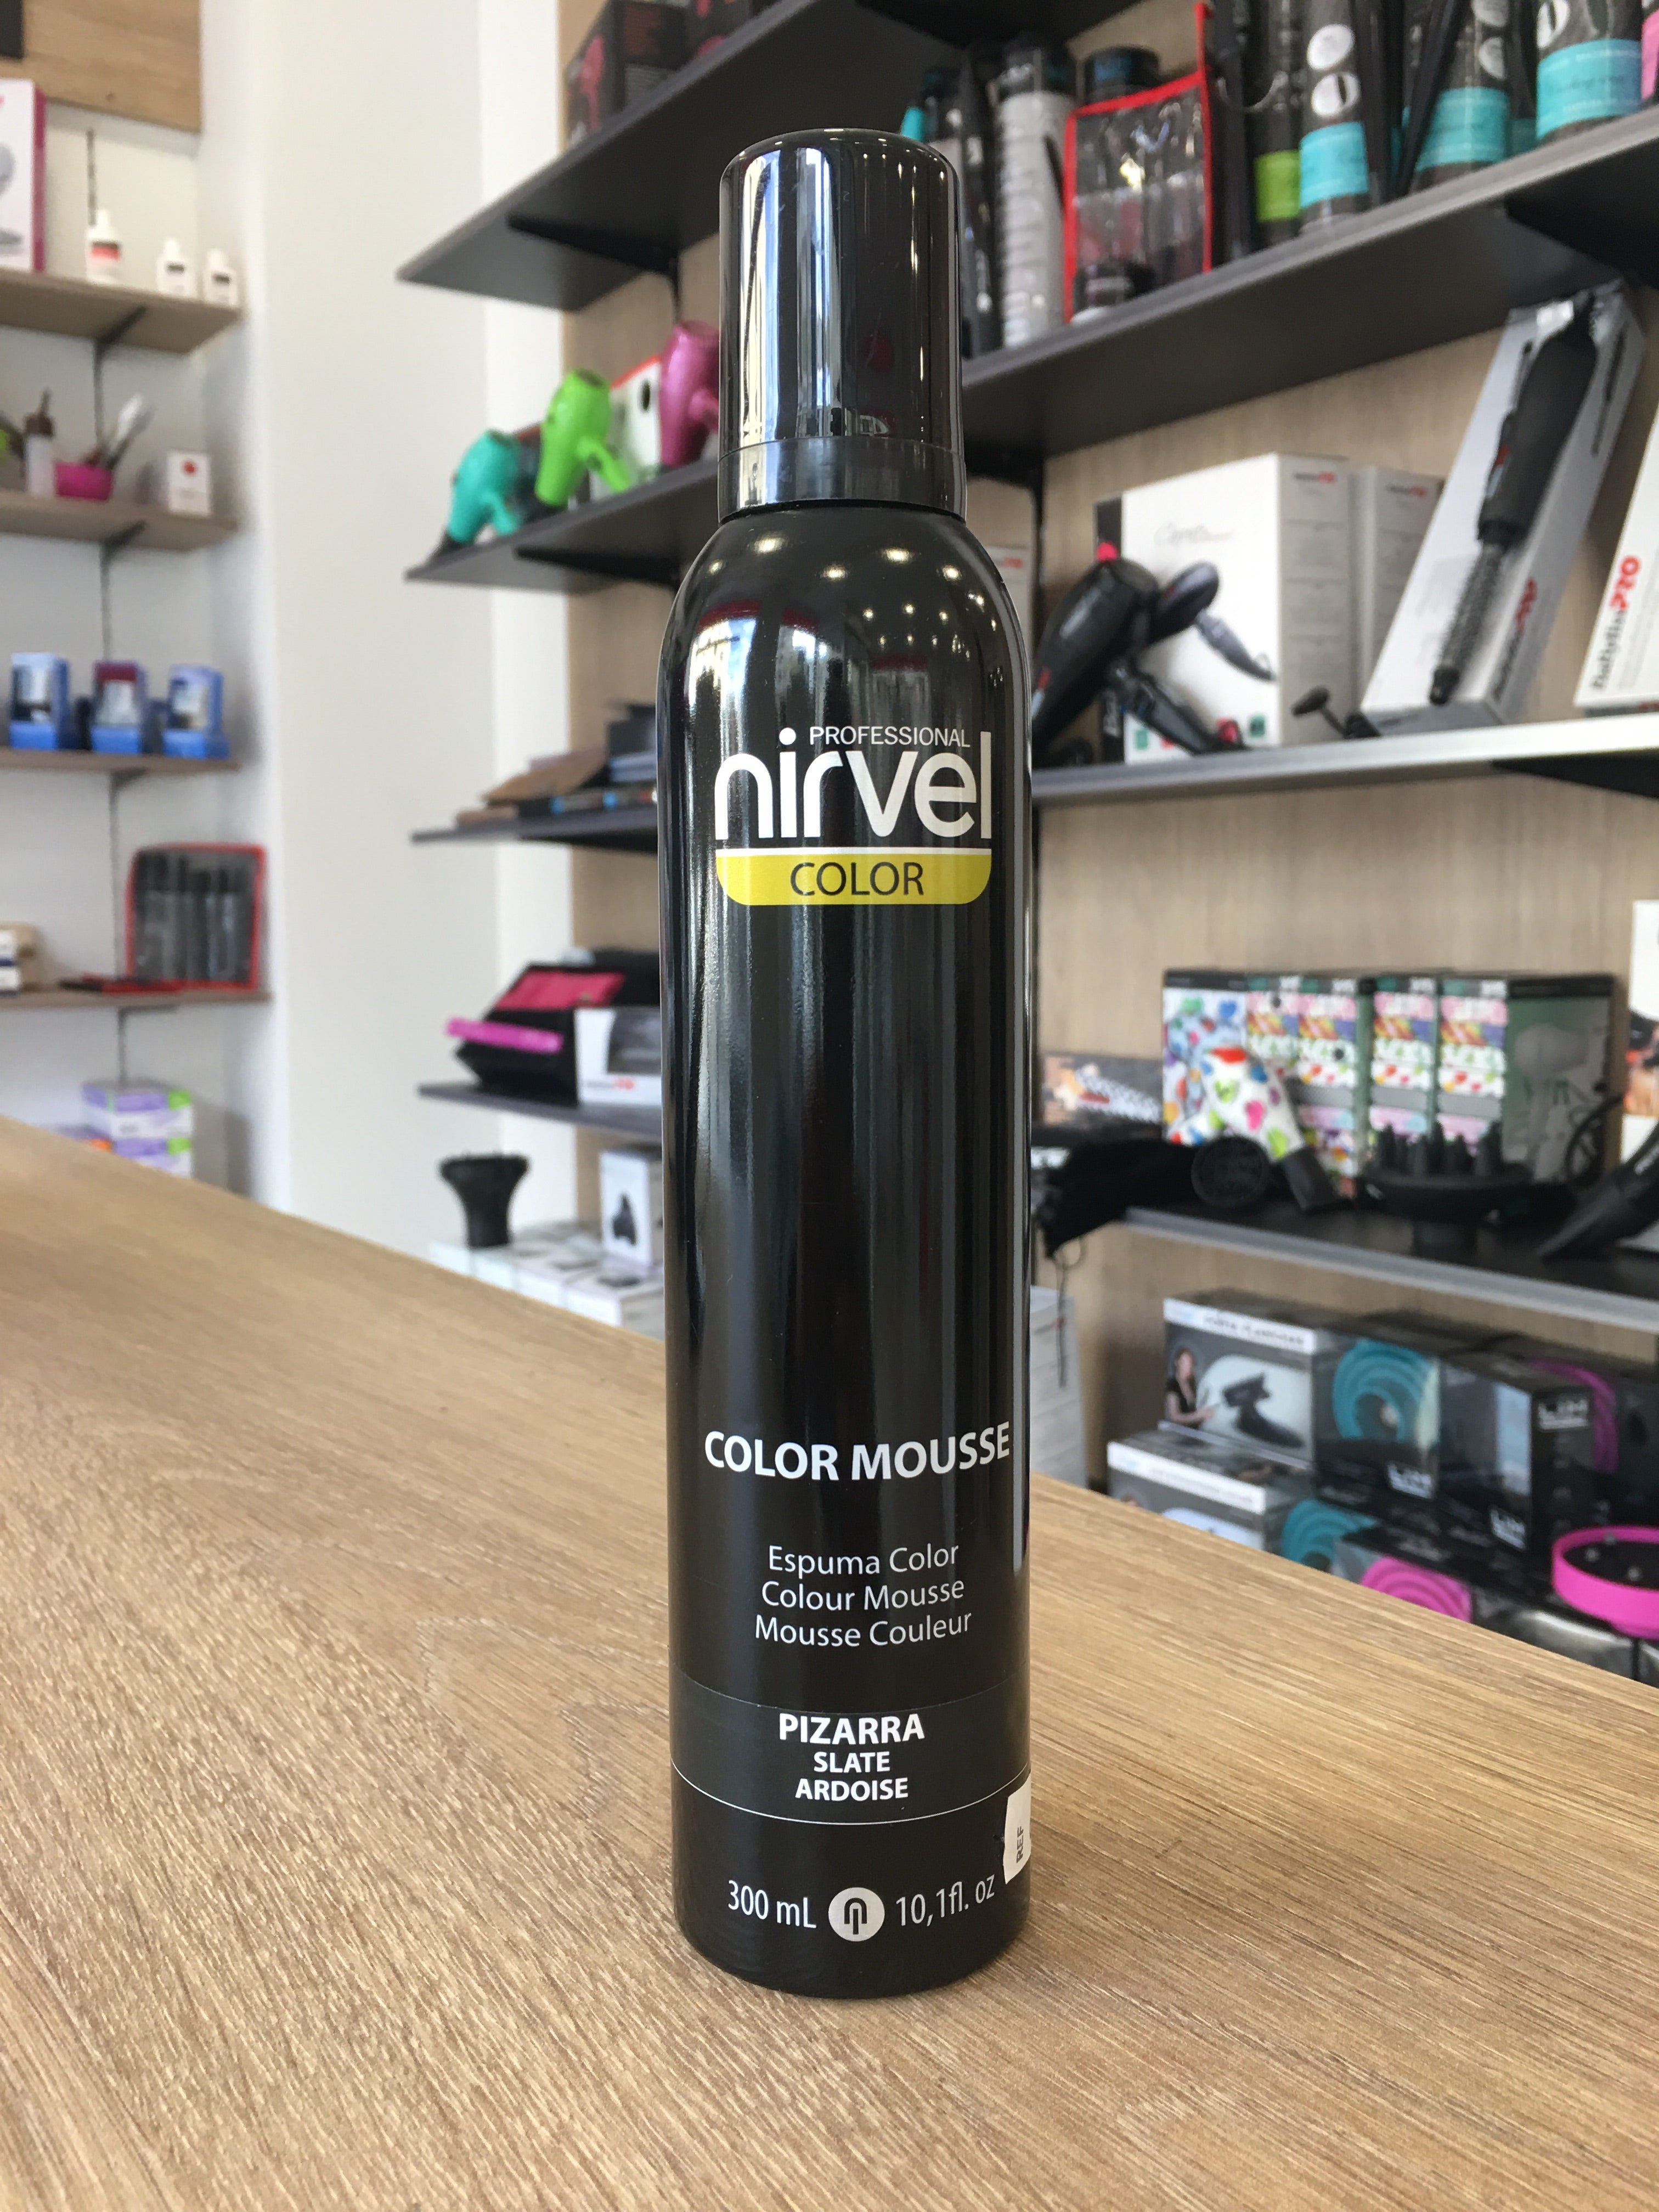 PROFESSIONAL
nirvel
COLOR
COLOR MOUSSE
Espuma Color
Colour Mousse
Mousse Couleur
PIZARRA
SLATE
ARDOISE
300 mL 10,1fl. oz
REF
BaBylissPRO